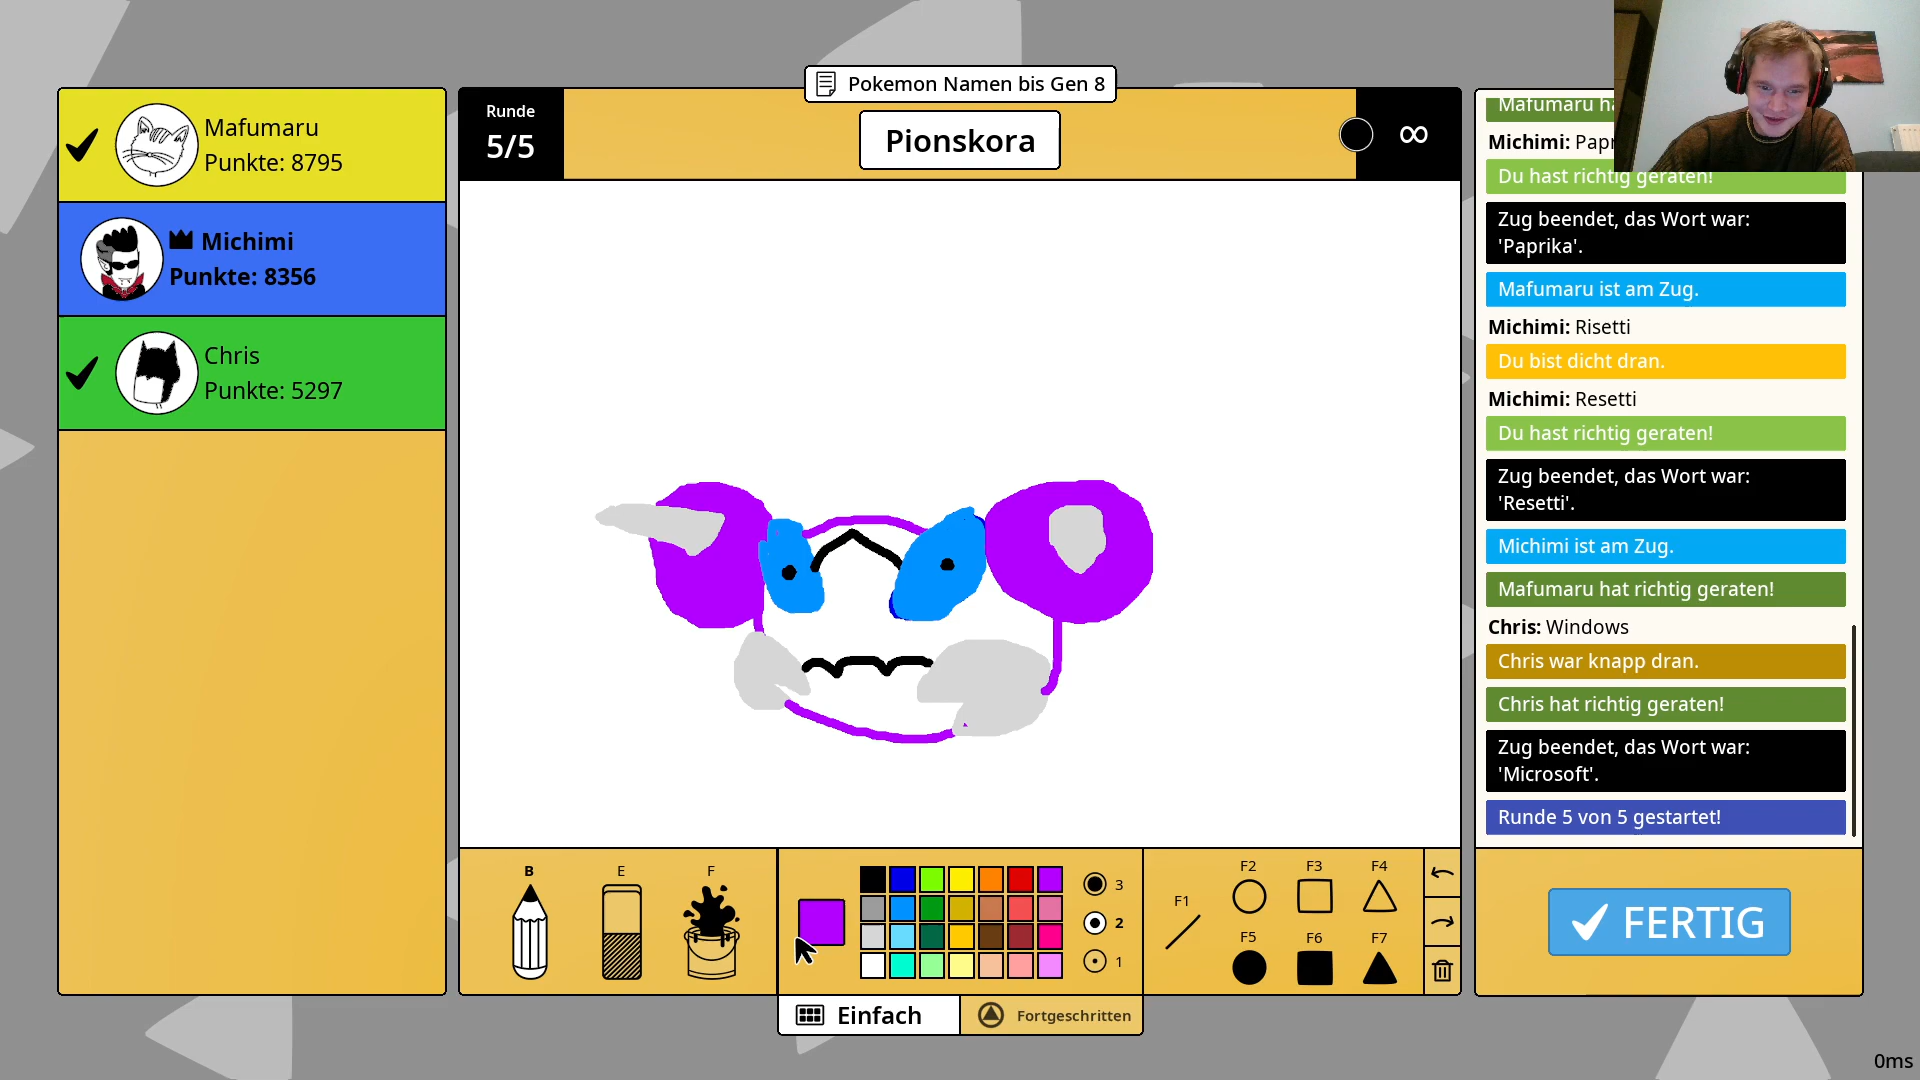 Pokemon Namen bis Gen 8
Runde
5/5
Pionskora
∞
Mafumaru
Punkte: 8795
Michimi
Punkte: 8356
Chris
Punkte: 5297
Mafumaru
Michimi:
Du hast richtig geraten!
Zug beendet, das Wort war:
'Paprika'.
Mafumaru ist am Zug.
Michimi: Risetti
Du bist dicht dran.
Michimi: Resetti
Du hast richtig geraten!
Zug beendet, das Wort war:
'Resetti'.
Michimi ist am Zug.
Mafumaru hat richtig geraten!
Chris: Windows
Chris war knapp dran.
Chris hat richtig geraten!
Zug beendet, das Wort war:
'Microsoft'.
Runde 5 von 5 gestartet!
B
E
F
3
2
1
F1
F2
F3
F4
F5
F6
F7
FERTIG
Einfach
Fortgeschritten
0ms